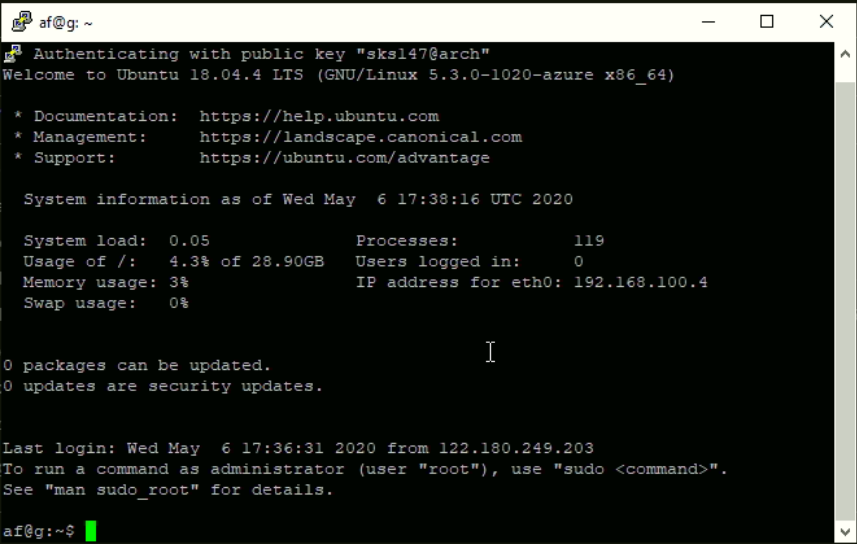 af@g: ~
Authenticating with public key "sks147@arch"
Welcome to Ubuntu 18.04.4 LTS (GNU/Linux 5.3.0-1020-azure x86_64)
* Documentation:  https://help.ubuntu.com
* Management:     https://landscape.canonical.com
* Support:        https://ubuntu.com/advantage
System information as of Wed May  6 17:38:16 UTC 2020
System load:  0.05                Processes:           119
Usage of /:   4.3% of 28.90GB   Users logged in:     0
Memory usage: 3%                IP address for eth0: 192.168.100.4
Swap usage:   0%
0 packages can be updated.
0 updates are security updates.
Last login: Wed May  6 17:36:31 2020 from 122.180.249.203
To run a command as administrator (user "root"), use "sudo <command>".
See "man sudo_root" for details.
af@g:~$